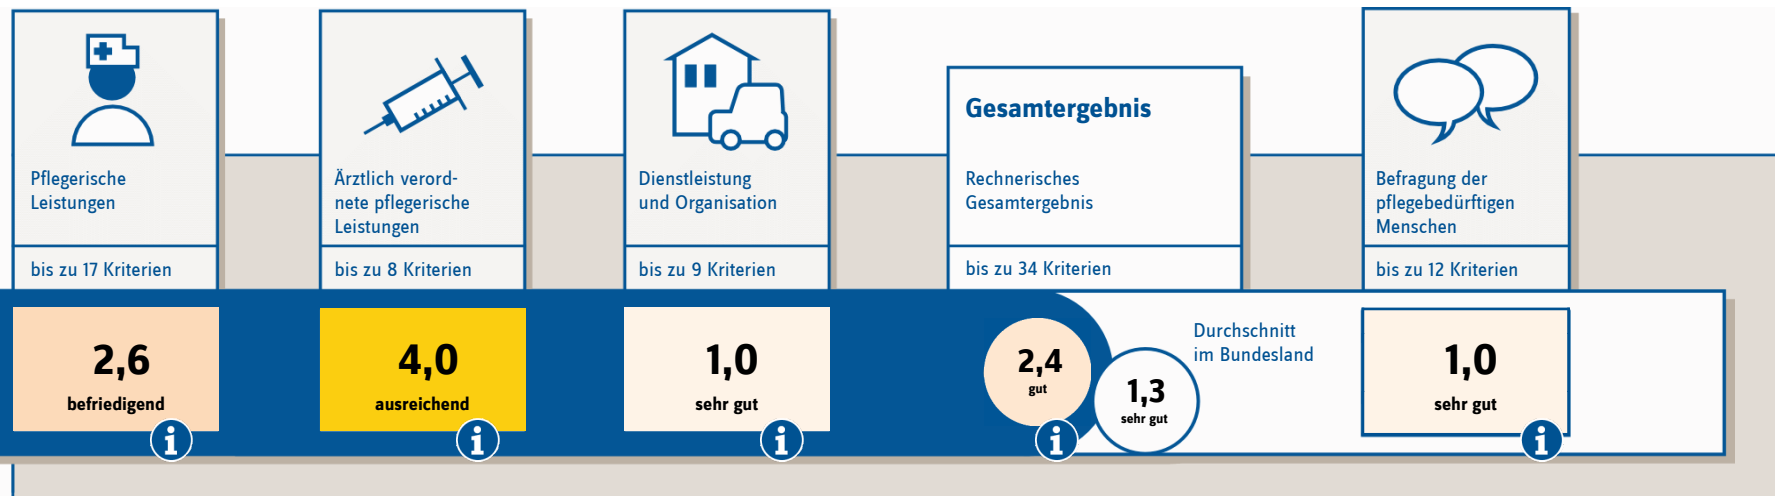 Pflegerische
Leistungen
bis zu 17 Kriterien
2,6
befriedigend
i
Ärztlich verord-
nete pflegerische
Leistungen
bis zu 8 Kriterien
4,0
ausreichend
i
Dienstleistung
und Organisation
bis zu 9 Kriterien
1,0
sehr gut
i
Gesamtergebnis
Rechnerisches
Gesamtergebnis
bis zu 34 Kriterien
2,4
gut
i
Durchschnitt
im Bundesland
1,3
sehr gut
Befragung der
pflegebedürftigen
Menschen
bis zu 12 Kriterien
1,0
sehr gut
i